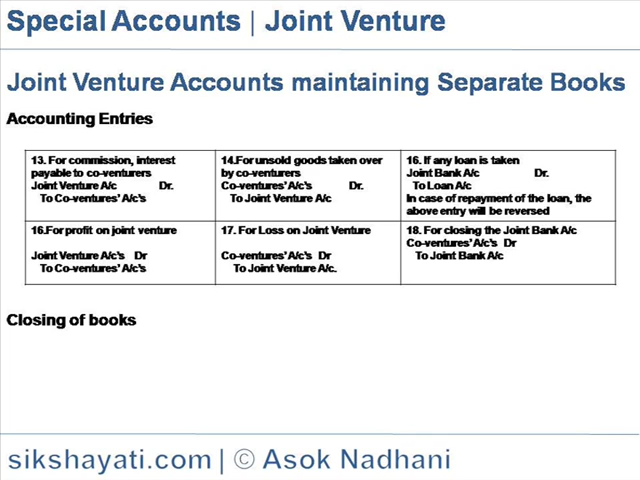 Special Accounts | Joint Venture
Joint Venture Accounts maintaining Separate Books
Accounting Entries
13. For commission, interest
payable to co-venturers
Joint Venture A/c Dr.
To Co-ventures' A/c's
14.For unsold goods taken over
by co-venturers
Co-ventures' A/c's Dr.
To Joint Venture A/c
16. If any loan is taken
Joint Bank A/c Dr.
To Loan A/c
In case of repayment of the loan, the
above entry will be reversed
16.For profit on joint venture
Joint Venture A/c's Dr
To Co-ventures' A/c's
17. For Loss on Joint Venture
Co-ventures' A/c's Dr
To Joint Venture A/c.
18. For closing the Joint Bank A/c
Co-ventures' A/c's Dr
To Joint Bank A/c
Closing of books
sikshayati.com | © Asok Nadhani